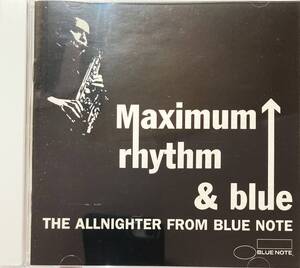 Maximum
rhythm
& blue
THE ALLNIGHTER FROM BLUE NOTE
BLUE NOTE